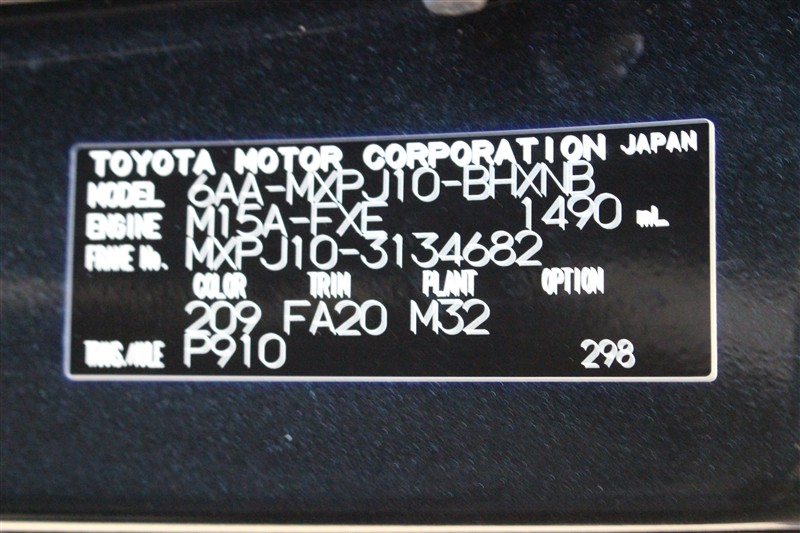 TOYOTA MOTOR CORPORATION JAPAN
MODEL 6AA-MXPJ10-BHXNB
ENGINE M15A-FXE 1490 mL
FRAME No. MXPJ10-3134682
COLOR TRIM PLANT OPTION
209 FA20 M32
TRANS./AXLE P910 298